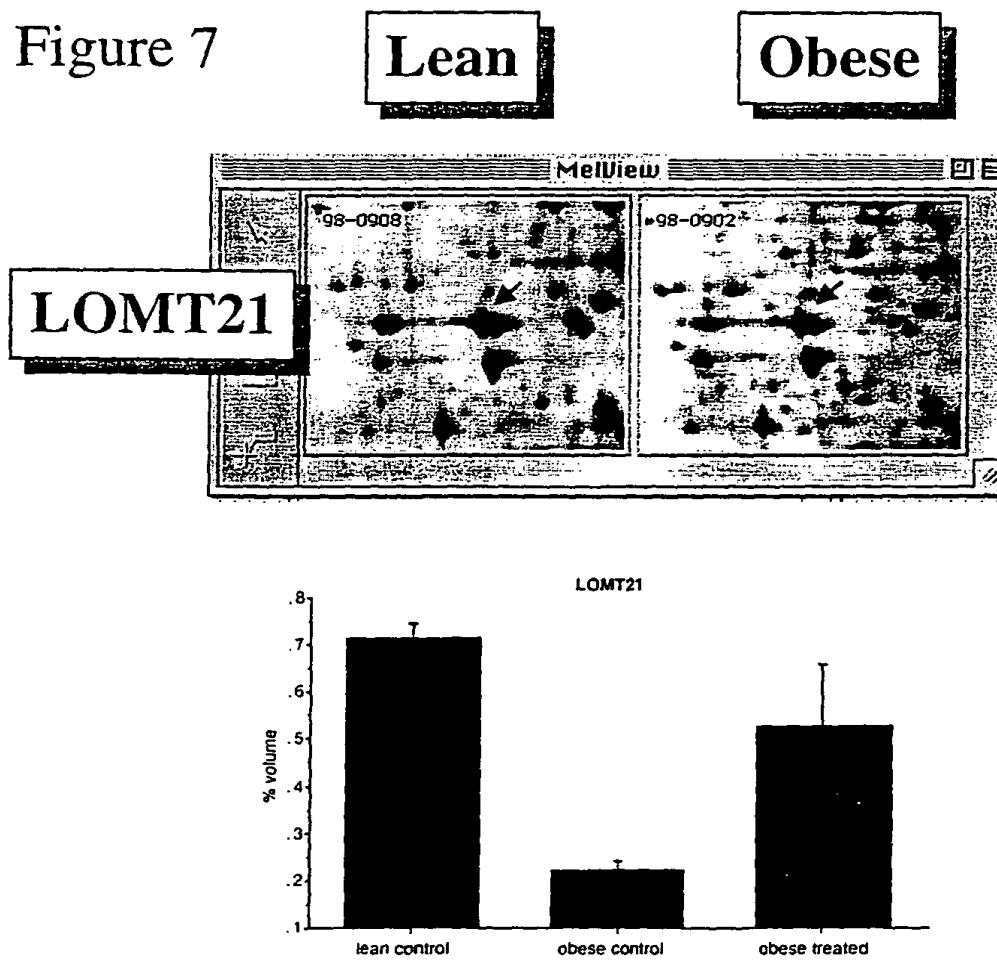 Figure 7
Lean
Obese
MelView
98-0908
98-0902
LOMT21
LOMT21
.8
.7
.6
.5
.4
.3
.2
.1
% volume
lean control
obese control
obese treated